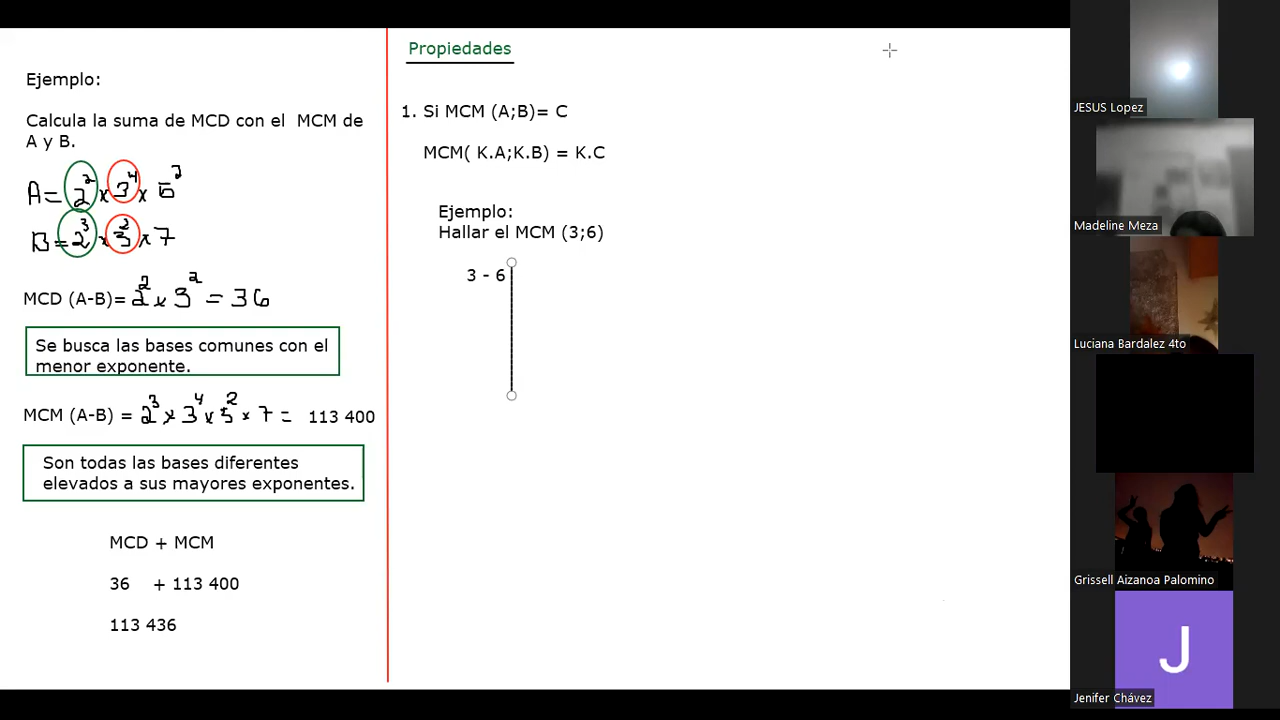 Ejemplo:
Calcula la suma de MCD con el MCM de
A y B.
A= 2² x 3⁴ x 5²
B = 2³ x 3² x 7
MCD (A-B)= 2² x 3² = 36
Se busca las bases comunes con el
menor exponente.
MCM (A-B) = 2³ x 3⁴ x 5² x 7 = 113 400
Son todas las bases diferentes
elevados a sus mayores exponentes.
MCD + MCM
36 + 113 400
113 436
Propiedades
1. Si MCM (A;B)= C
MCM( K.A;K.B) = K.C
Ejemplo:
Hallar el MCM (3;6)
3 - 6
JESUS Lopez
Madeline Meza
Luciana Bardalez 4to
Grissell Aizanoa Palomino
J
Jenifer Chávez